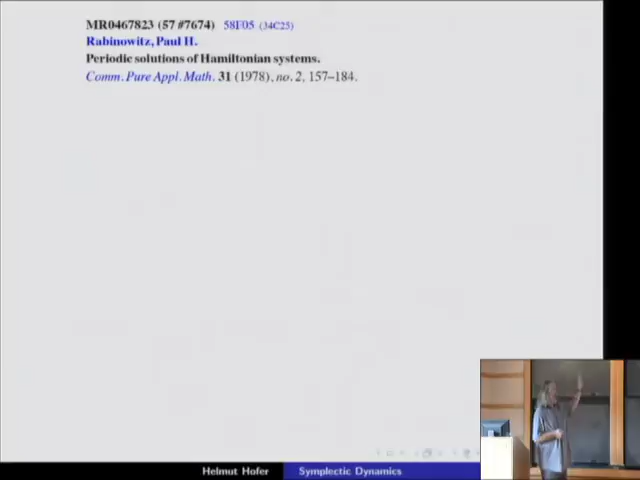 MR0467823 (57 #7674) 58F05 (34C25)
Rabinowitz, Paul H.
Periodic solutions of Hamiltonian systems.
Comm. Pure Appl. Math. 31 (1978), no. 2, 157–184.
Helmut Hofer Symplectic Dynamics